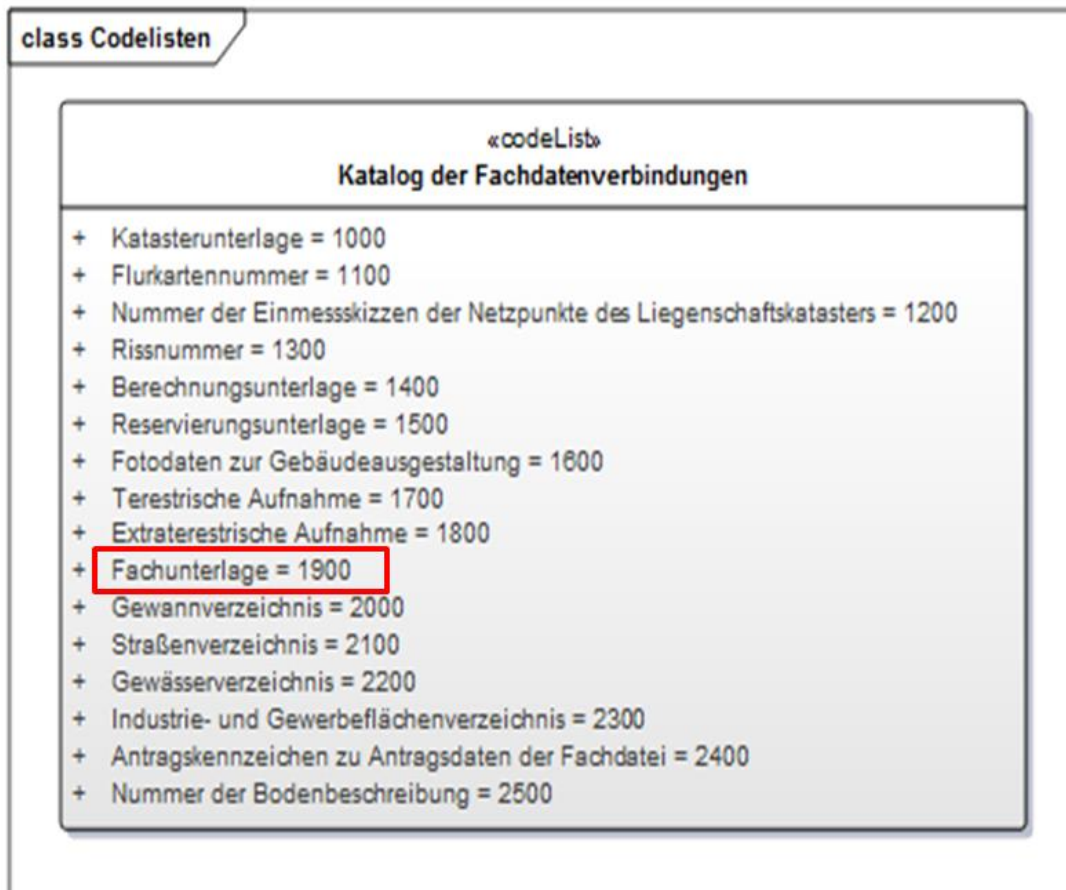 class Codelisten
«codeList»
Katalog der Fachdatenverbindungen
+ Katasterunterlage = 1000
+ Flurkartennummer = 1100
+ Nummer der Einmessskizzen der Netzpunkte des Liegenschaftskatasters = 1200
+ Rissnummer = 1300
+ Berechnungsunterlage = 1400
+ Reservierungsunterlage = 1500
+ Fotodaten zur Gebäudeausgestaltung = 1600
+ Terestrische Aufnahme = 1700
+ Extraterestrische Aufnahme = 1800
+ Fachunterlage = 1900
+ Gewannverzeichnis = 2000
+ Straßenverzeichnis = 2100
+ Gewässerverzeichnis = 2200
+ Industrie- und Gewerbeflächenverzeichnis = 2300
+ Antragskennzeichen zu Antragsdaten der Fachdatei = 2400
+ Nummer der Bodenbeschreibung = 2500